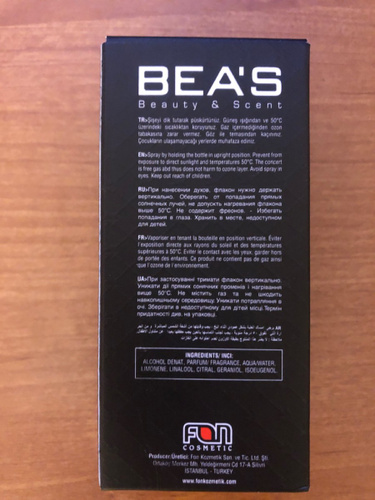 BEA'S
Beauty & Scent
TR>Şişeyi dik tutarak püskürtünüz. Güneş ışığından ve 50°C
üzerindeki sıcaklıktan koruyunuz. Gaz içermediğinden ozon
tabakasına zarar vermez. Göz ile temasından kaçınınız.
Çocukların ulaşamayacağı yerlerde muhafaza ediniz.
EN>Spray by holding the bottle in upright position. Prevent from
exposure to direct sunlight and temperatures 50°C. The concert
is free gas abd thus does not harm to ozone layer. Avoid spray in
eyes. Keep out reach of children.
RU>При нанесении духов, флакон нужно держать
вертикально. Оберегать от попадания прямых
солнечных лучей, не допускть нагревания флакона
выше 50°C. Не содержит фреонов. - Избегать
попадания в глаза. Хранить в месте, недоступном
для детей.
FR>Vaporiser en tenant la bouteille en position verticale. Eviter
l'exposition directe aux rayons du soleil et des températures
supérieures à 50°C. Eviter le contact avec les yeux. garder hors
de portée des enfants. Ce produit ne contient pas de gaz ainsi
que l'ozone de l'environnement.
UA>При застосуванні тримати флакон вертикально.
Уникати дії прямих сонячних променів і нагрівання
вище 50°C. Не містить газ та не шкодить
навколишньому середовищу. Уникати потрапляння в
очі. Зберігати в недоступному для дітей місці.Термін
придатності див. на упаковці.
AR
INGREDIENTS/ INCI:
ALCOHOL DENAT, PARFUM/ FRAGRANCE, AQUA/WATER,
LIMONENE, LINALOOL, CITRAL, GERANIOL, ISOEUGENOL.
FON
COSMETIC
Producer/Üretici: Fon Kozmetik San. ve Tic. Ltd. Şti.
Merkez Mh. Yeldeğirmeni Cd 17-A Silivri
ISTANBUL - TURKEY
www.fonkozmetik.com